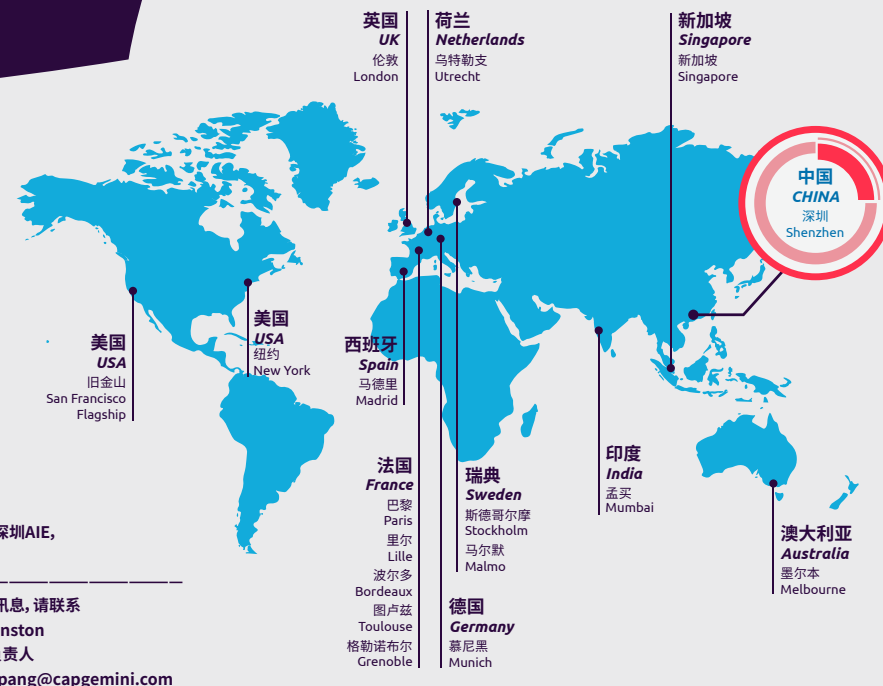 英国
UK
伦敦
London
荷兰
Netherlands
乌特勒支
Utrecht
新加坡
Singapore
新加坡
Singapore
中国
CHINA
深圳
Shenzhen
美国
USA
旧金山
San Francisco
Flagship
美国
USA
纽约
New York
西班牙
Spain
马德里
Madrid
法国
France
巴黎
Paris
里尔
Lille
波尔多
Bordeaux
图卢兹
Toulouse
格勒诺布尔
Grenoble
瑞典
Sweden
斯德哥尔摩
Stockholm
马尔默
Malmo
德国
Germany
慕尼黑
Munich
印度
India
孟买
Mumbai
澳大利亚
Australia
墨尔本
Melbourne
深圳AIE,
讯息, 请联系
nston
责人
pang@capgemini.com